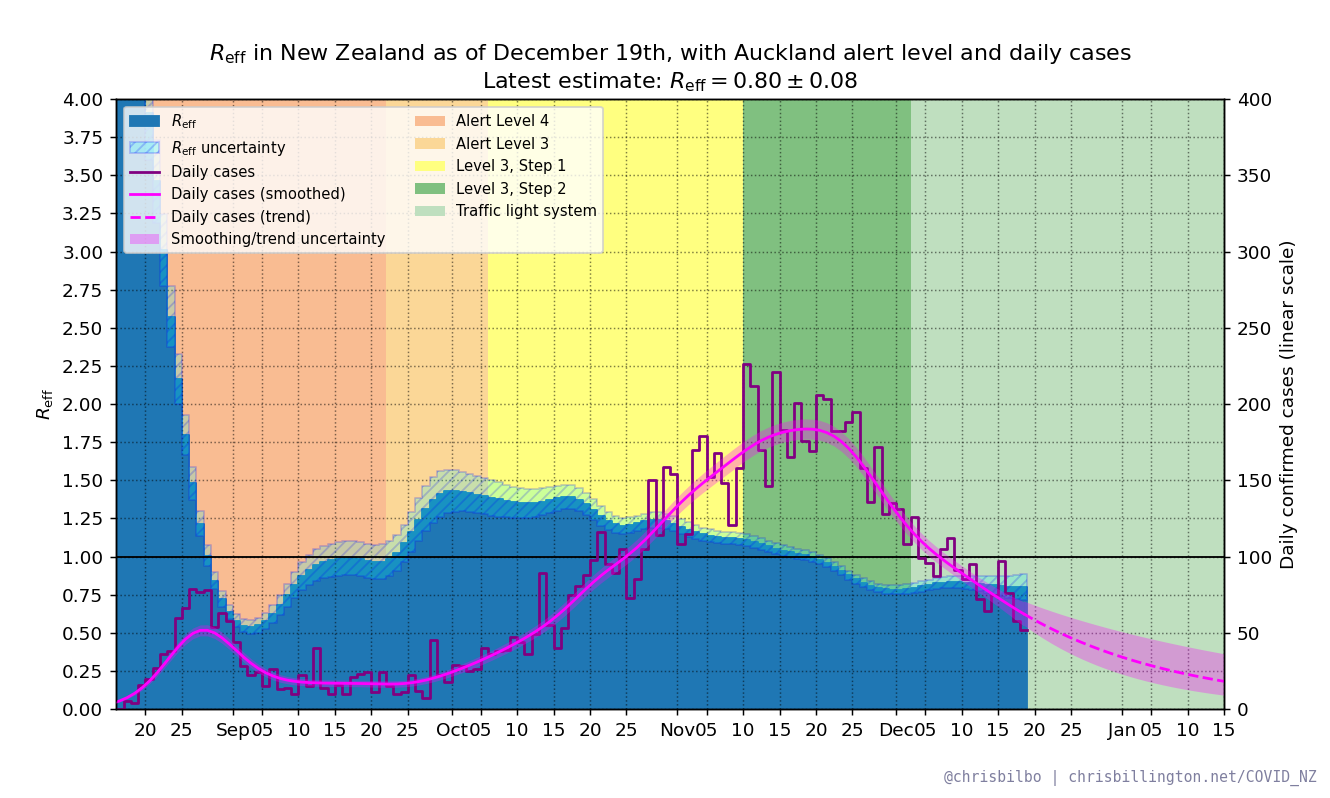 R_eff in New Zealand as of December 19th, with Auckland alert level and daily cases
Latest estimate: R_eff = 0.80 ± 0.08
R_eff
R_eff uncertainty
Daily cases
Daily cases (smoothed)
Daily cases (trend)
Smoothing/trend uncertainty
Alert Level 4
Alert Level 3
Level 3, Step 1
Level 3, Step 2
Traffic light system
R_eff
4.00
3.75
3.50
3.25
3.00
2.75
2.50
2.25
2.00
1.75
1.50
1.25
1.00
0.75
0.50
0.25
0.00
400
350
300
250
200
150
100
50
0
Daily confirmed cases (linear scale)
20 25 Sep 05 10 15 20 25 Oct 05 10 15 20 25 Nov 05 10 15 20 25 Dec 05 10 15 20 25 Jan 05 10 15
@chrisbilbo | chrisbillington.net/COVID_NZ